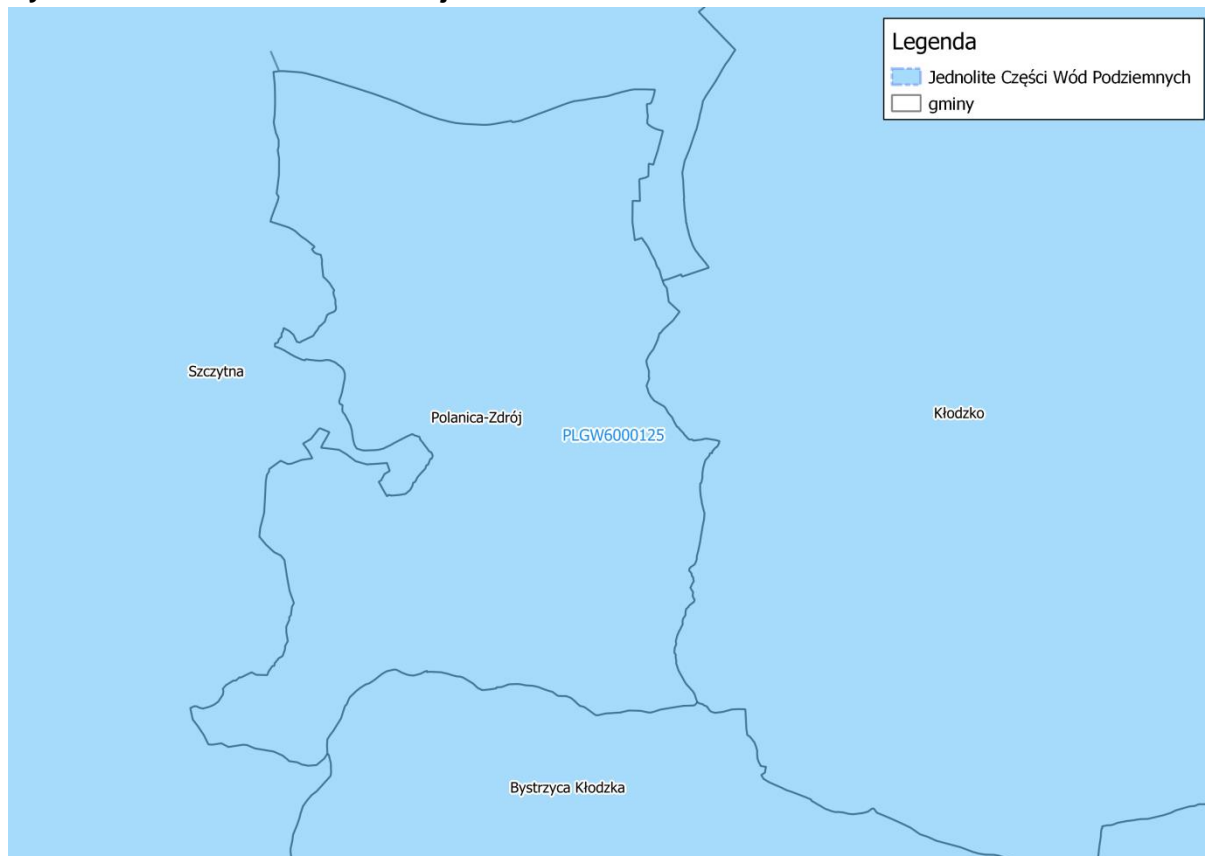 Legenda
Jednolite Części Wód Podziemnych
gminy
Szczytna
Polanica-Zdrój
Kłodzko
PLGW6000125
Bystrzyca Kłodzka